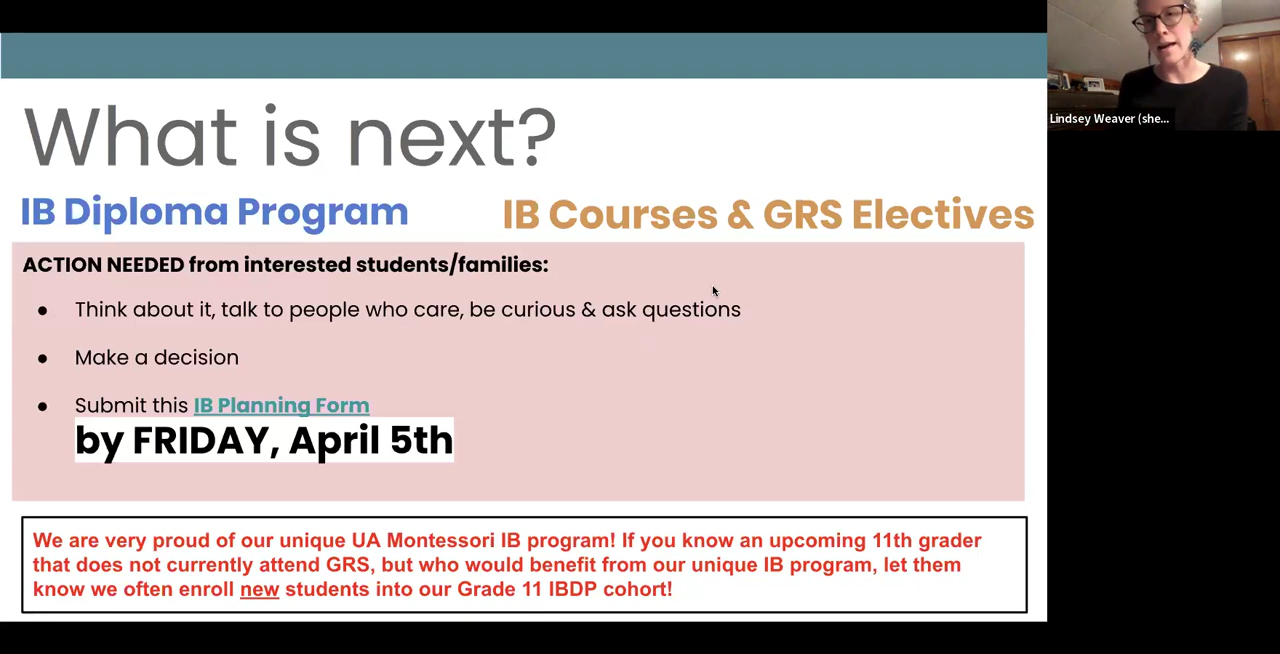 What is next?
IB Diploma Program
IB Courses & GRS Electives
ACTION NEEDED from interested students/families:
● Think about it, talk to people who care, be curious & ask questions
● Make a decision
● Submit this IB Planning Form
by FRIDAY, April 5th
We are very proud of our unique UA Montessori IB program! If you know an upcoming 11th grader
that does not currently attend GRS, but who would benefit from our unique IB program, let them
know we often enroll new students into our Grade 11 IBDP cohort!
Lindsey Weaver (she...